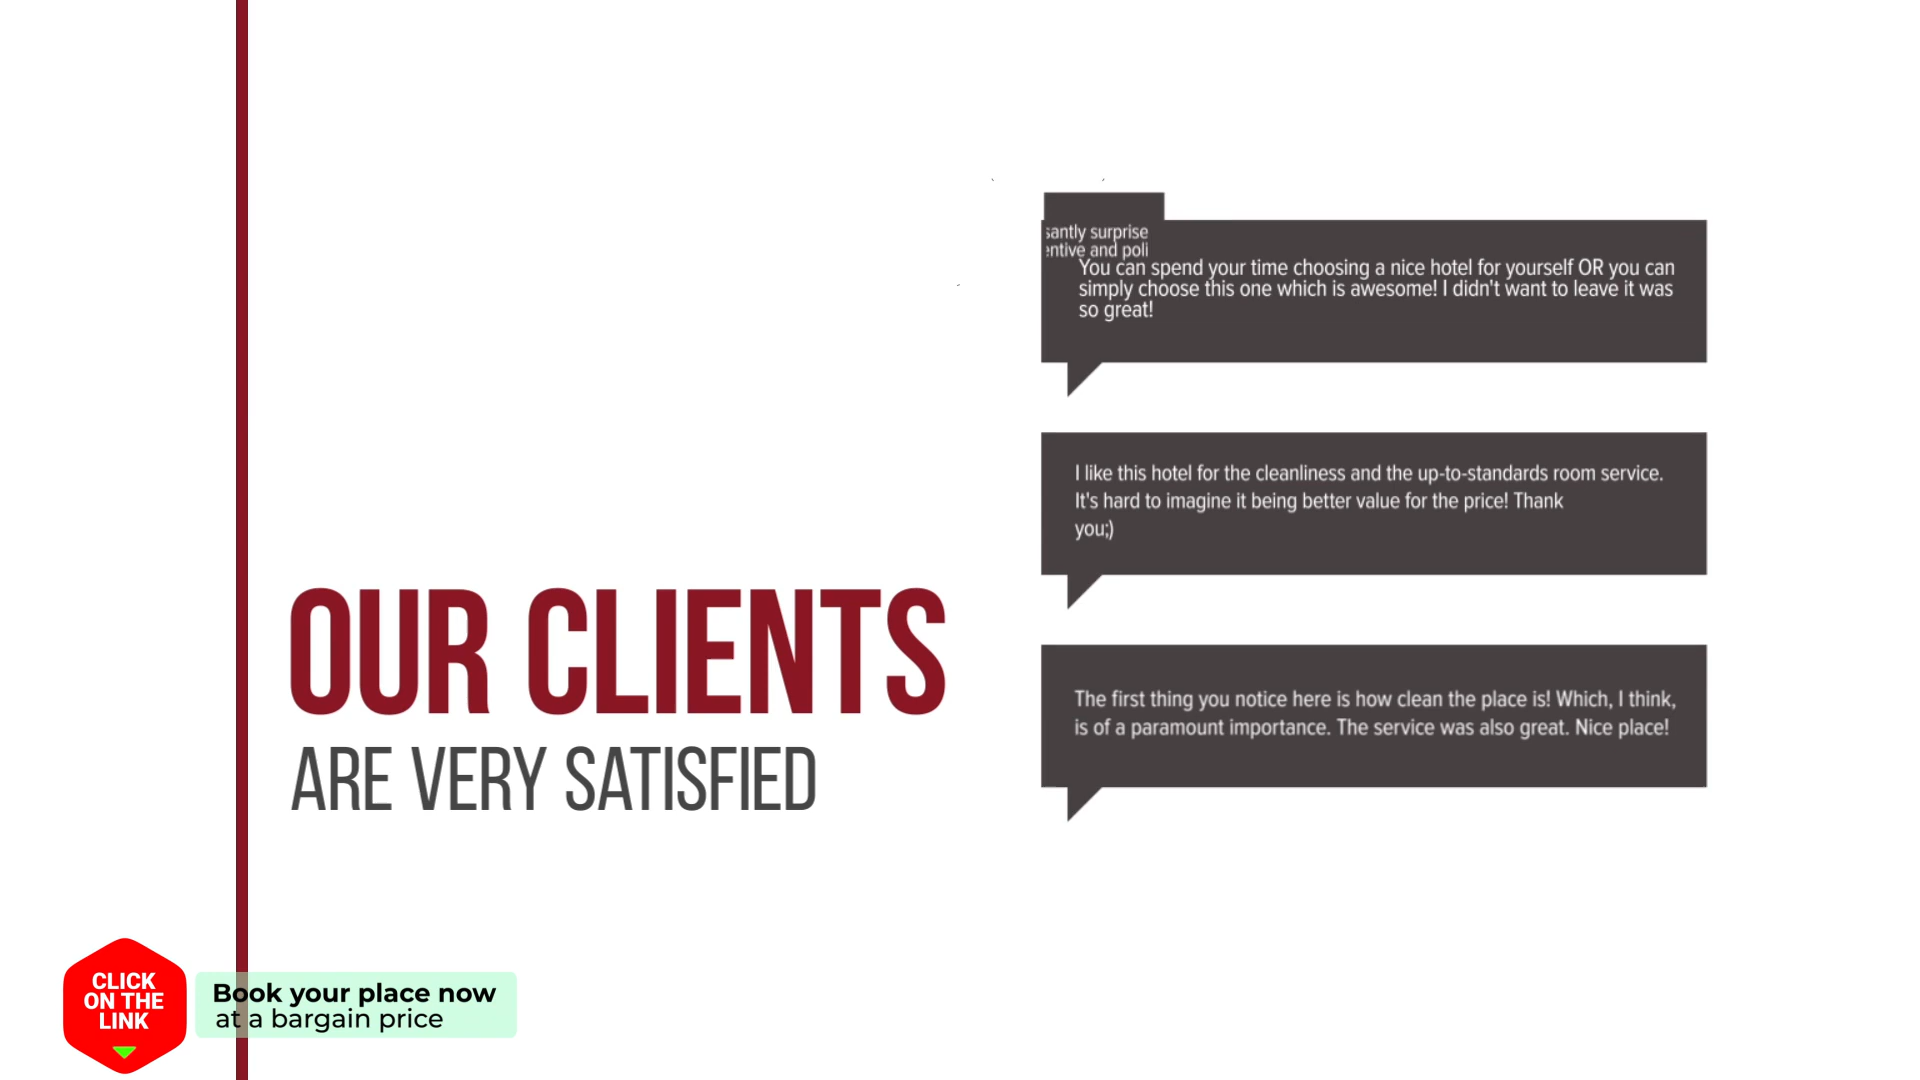 OUR CLIENTS
ARE VERY SATISFIED
surprise
and
You can spend your time choosing a nice hotel for yourself OR you can
simply choose this one which is awesome! I didn't want to leave it was
so great!
I like this hotel for the cleanliness and the up-to-standards room service.
It's hard to imagine it being better value for the price! Thank
you;)
The first thing you notice here is how clean the place is! Which, I think,
is of a paramount importance. The service was also great. Nice place!
CLICK
ON THE
LINK
Book your place now
at a bargain price